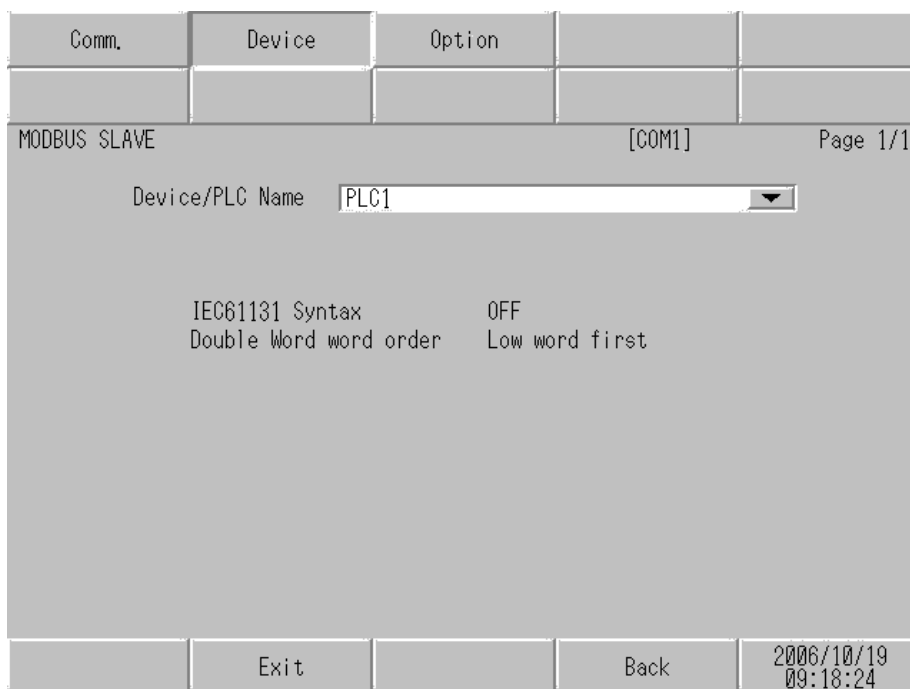 Comm. Device Option
MODBUS SLAVE [COM1] Page 1/1
Device/PLC Name PLC1
IEC61131 Syntax OFF
Double Word word order Low word first
Exit Back 2006/10/19
09:18:24